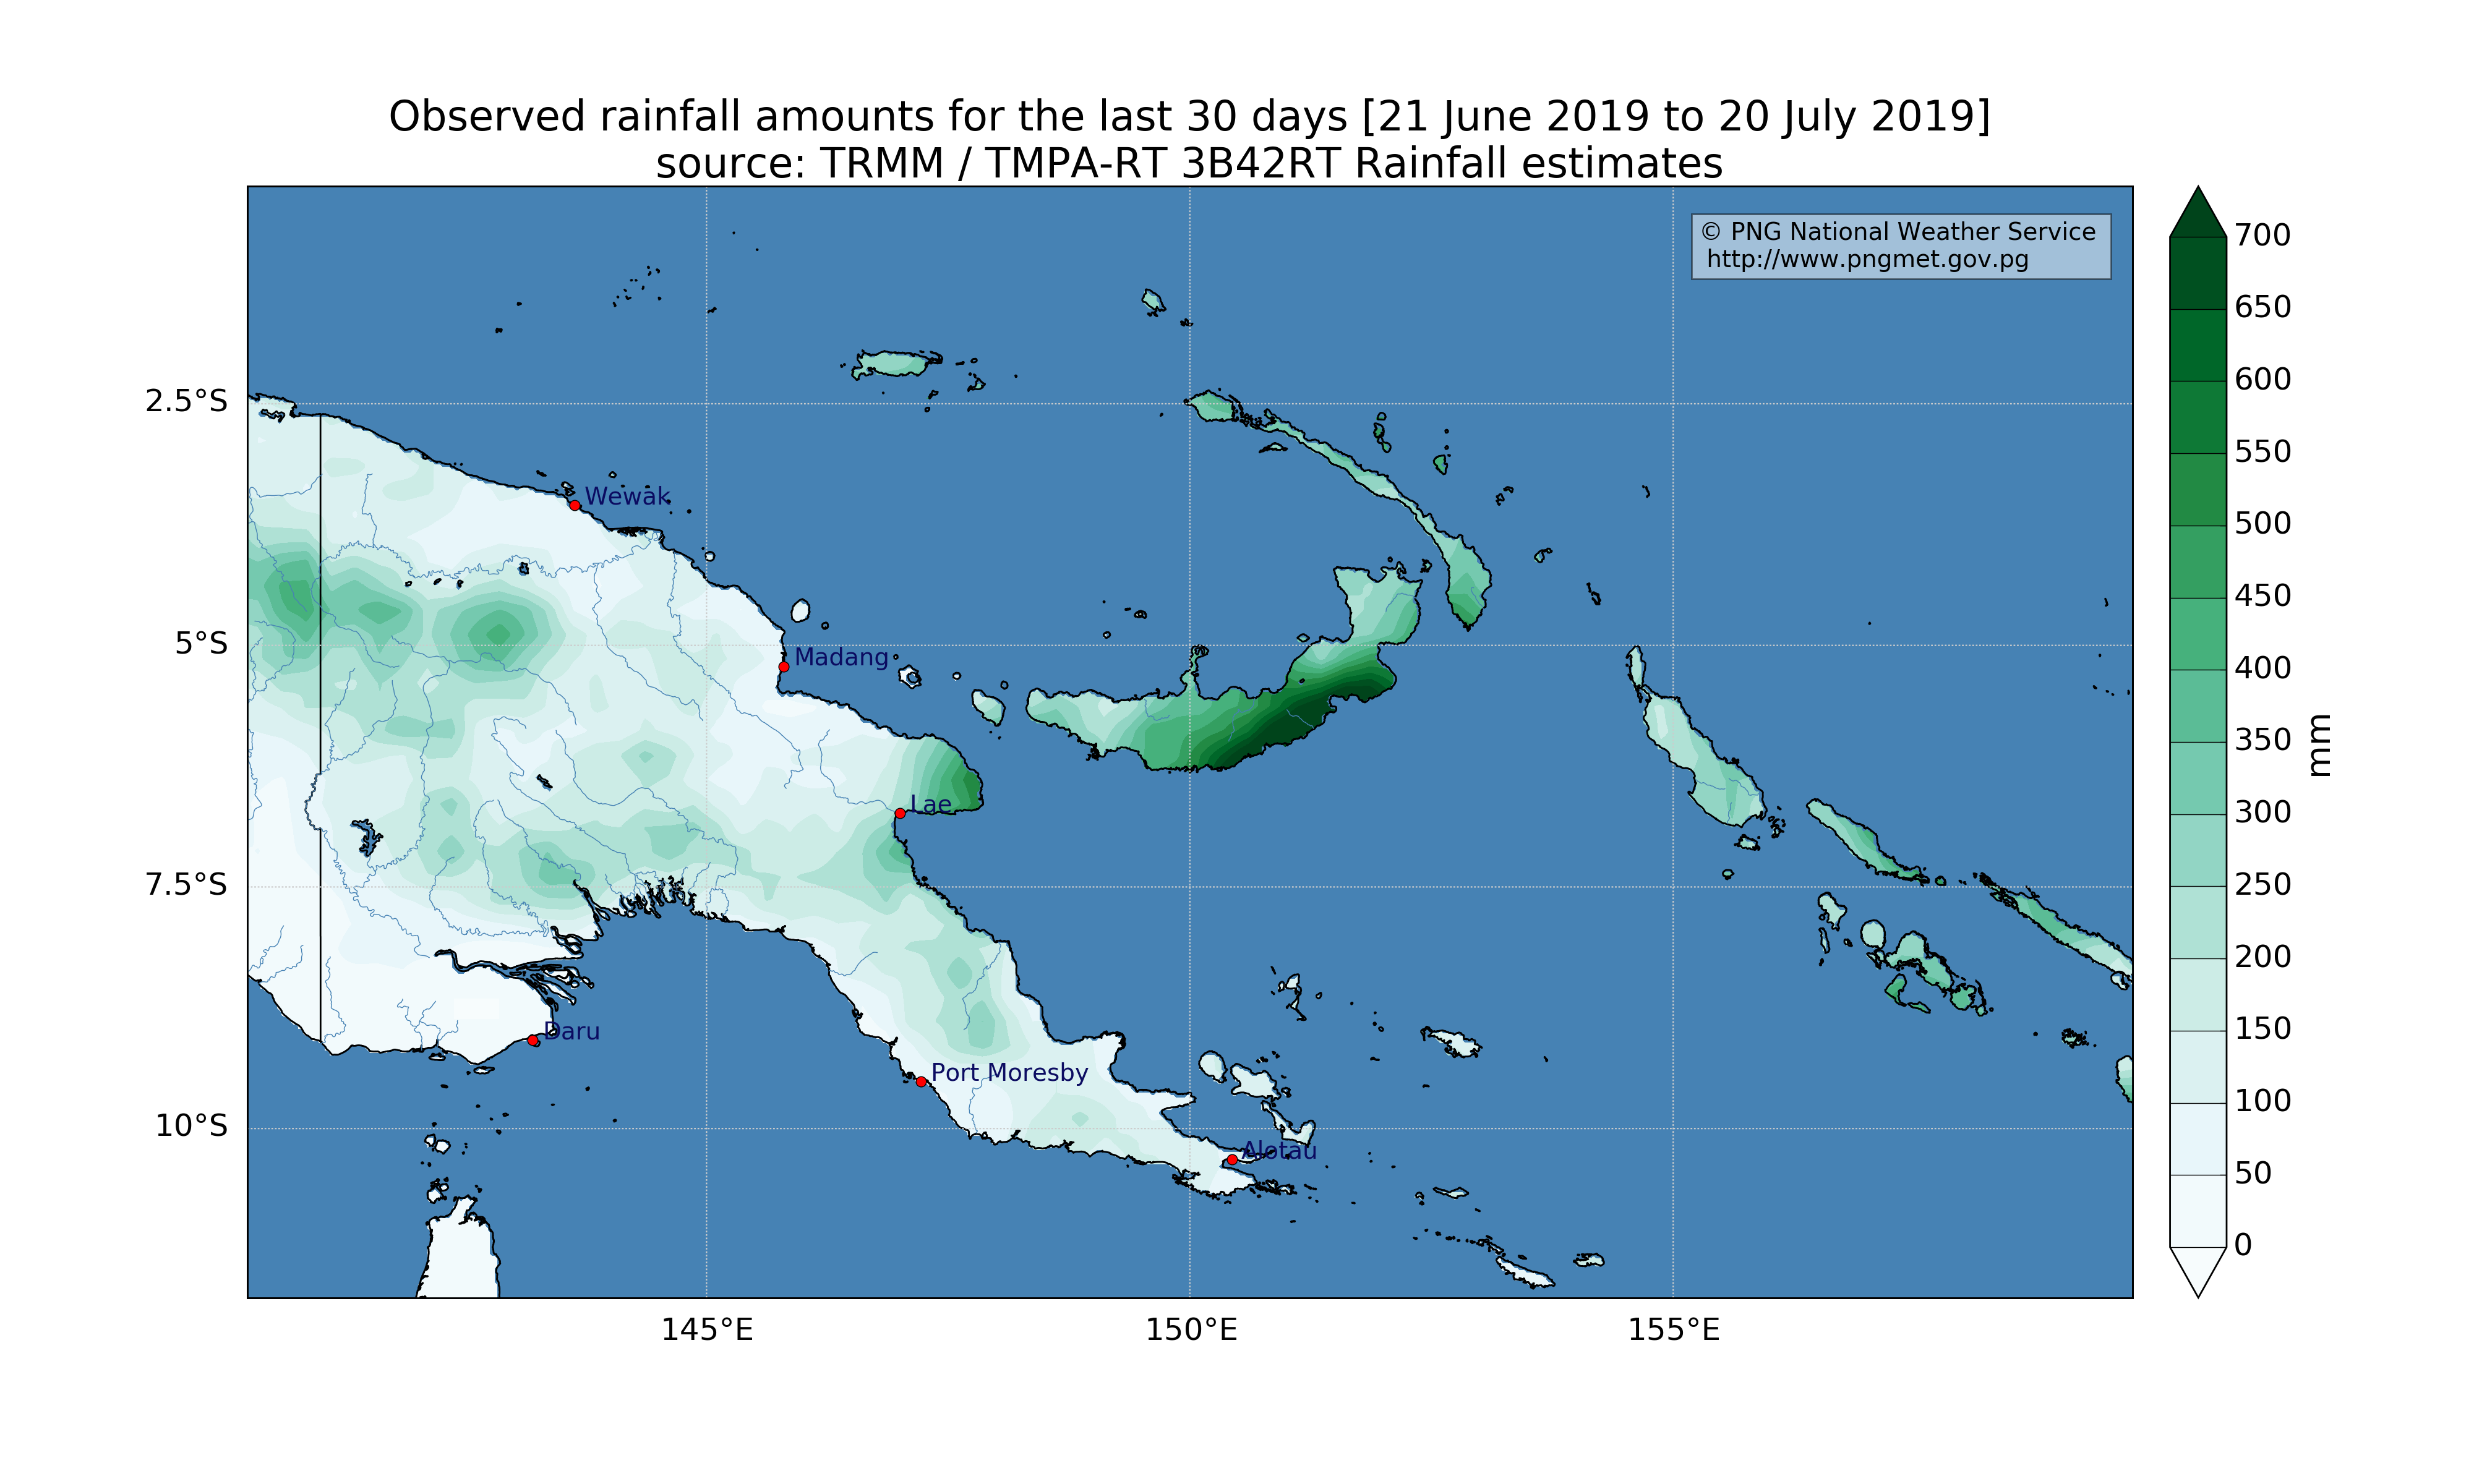 Observed rainfall amounts for the last 30 days [21 June 2019 to 20 July 2019]
source: TRMM / TMPA-RT 3B42RT Rainfall estimates
© PNG National Weather Service
http://www.pngmet.gov.pg
700
650
600
550
500
450
400
350
300
250
200
150
100
50
0
mm
2.5°S
5°S
7.5°S
10°S
Wewak
Madang
Lae
Daru
Port Moresby
Alotau
145°E
150°E
155°E